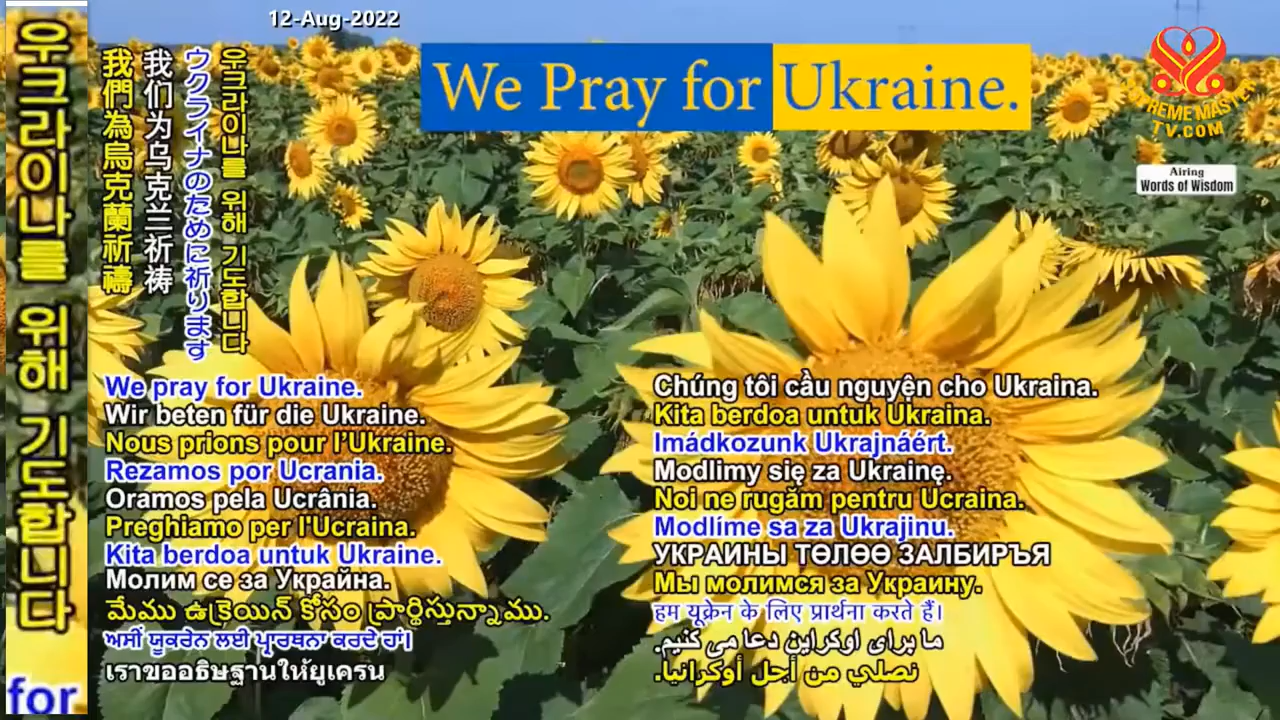 12-Aug-2022
We Pray for Ukraine.
SUPREME MASTER
TV.COM
Airing
Words of Wisdom
우크라이나를 위해 기도합니다
for
我們為烏克蘭祈禱
我们为乌克兰祈祷
ウクライナのために祈ります
우크라이나를 위해 기도합니다
We pray for Ukraine.
Wir beten für die Ukraine.
Nous prions pour l’Ukraine.
Rezamos por Ucrania.
Oramos pela Ucrânia.
Preghiamo per l'Ucraina.
Kita berdoa untuk Ukraine.
Молим се за Украйна.
మేము ఉక్రెయిన్ కోసం ప్రార్థిస్తున్నాము.
ਅਸੀਂ ਯੂਕਰੇਨ ਲਈ ਪ੍ਰਾਰਥਨਾ ਕਰਦੇ ਹਾਂ।
เราขออธิษฐานให้ยูเครน
Chúng tôi cầu nguyện cho Ukraina.
Kita berdoa untuk Ukraina.
Imádkozunk Ukrajnáért.
Modlimy się za Ukrainę.
Noi ne rugăm pentru Ucraina.
Modlíme sa za Ukrajinu.
УКРАИНЫ ТӨЛӨӨ ЗАЛБИРЪЯ
Мы молимся за Украину.
हम यूक्रेन के लिए प्रार्थना करते हैं।
ما برای اوکراین دعا می کنیم.
نصلي من أجل أوكرانيا.